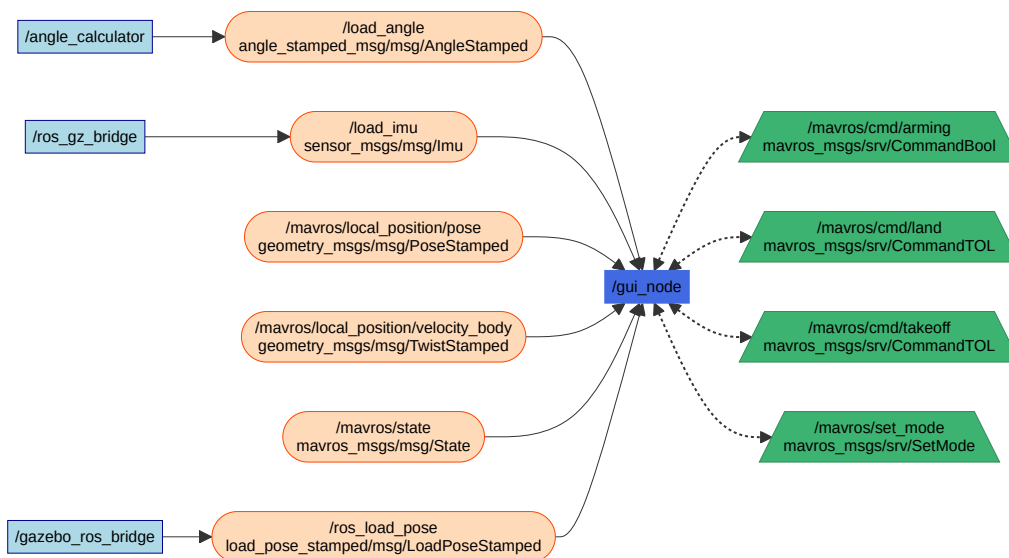 /angle_calculator
/load_angle
angle_stamped_msg/msg/AngleStamped
/ros_gz_bridge
/load_imu
sensor_msgs/msg/Imu
/mavros/cmd/arming
mavros_msgs/srv/CommandBool
/mavros/local_position/pose
geometry_msgs/msg/PoseStamped
/mavros/cmd/land
mavros_msgs/srv/CommandTOL
/gui_node
/mavros/local_position/velocity_body
geometry_msgs/msg/TwistStamped
/mavros/cmd/takeoff
mavros_msgs/srv/CommandTOL
/mavros/state
mavros_msgs/msg/State
/mavros/set_mode
mavros_msgs/srv/SetMode
/gazebo_ros_bridge
/ros_load_pose
load_pose_stamped/msg/LoadPoseStamped